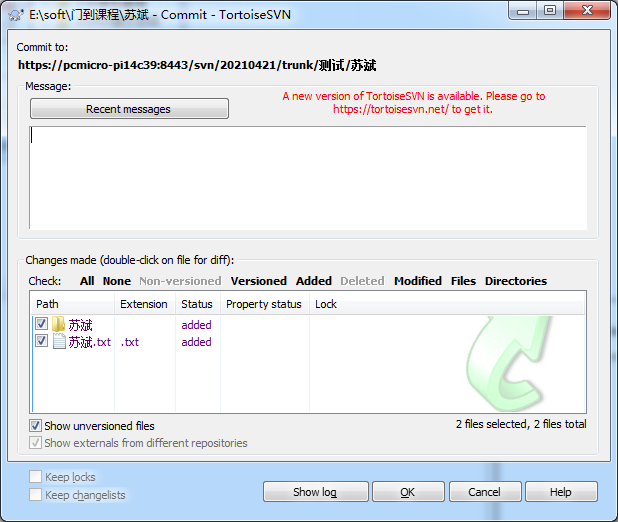 E:\soft\门到课程\苏斌 - Commit - TortoiseSVN
Commit to:
https://pcmicro-pi14c39:8443/svn/20210421/trunk/测试/苏斌
Message:
Recent messages
A new version of TortoiseSVN is available. Please go to
https://tortoisesvn.net/ to get it.
Changes made (double-click on file for diff):
Check: All None Non-versioned Versioned Added Deleted Modified Files Directories
Path Extension Status Property status Lock
苏斌 added
苏斌.txt .txt added
Show unversioned files
2 files selected, 2 files total
Show externals from different repositories
Keep locks
Keep changelists
Show log OK Cancel Help